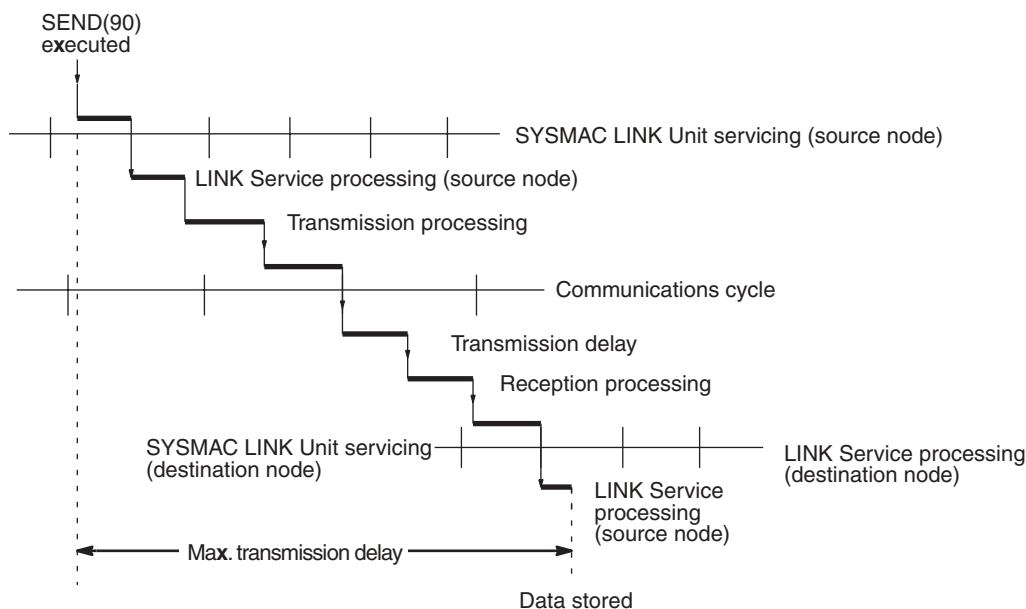 SEND(90)
executed
SYSMAC LINK Unit servicing (source node)
LINK Service processing (source node)
Transmission processing
Communications cycle
Transmission delay
Reception processing
SYSMAC LINK Unit servicing
(destination node)
LINK Service processing
(destination node)
LINK Service
processing
(source node)
Max. transmission delay
Data stored